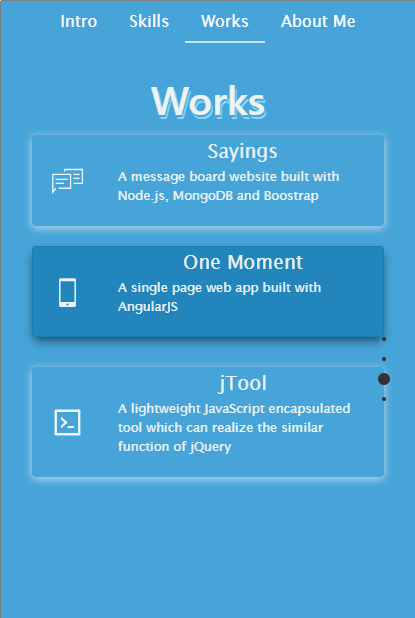 Intro Skills Works About Me
Works
Sayings
A message board website built with
Node.js, MongoDB and Boostrap
One Moment
A single page web app built with
AngularJS
jTool
A lightweight JavaScript encapsulated
tool which can realize the similar
function of jQuery